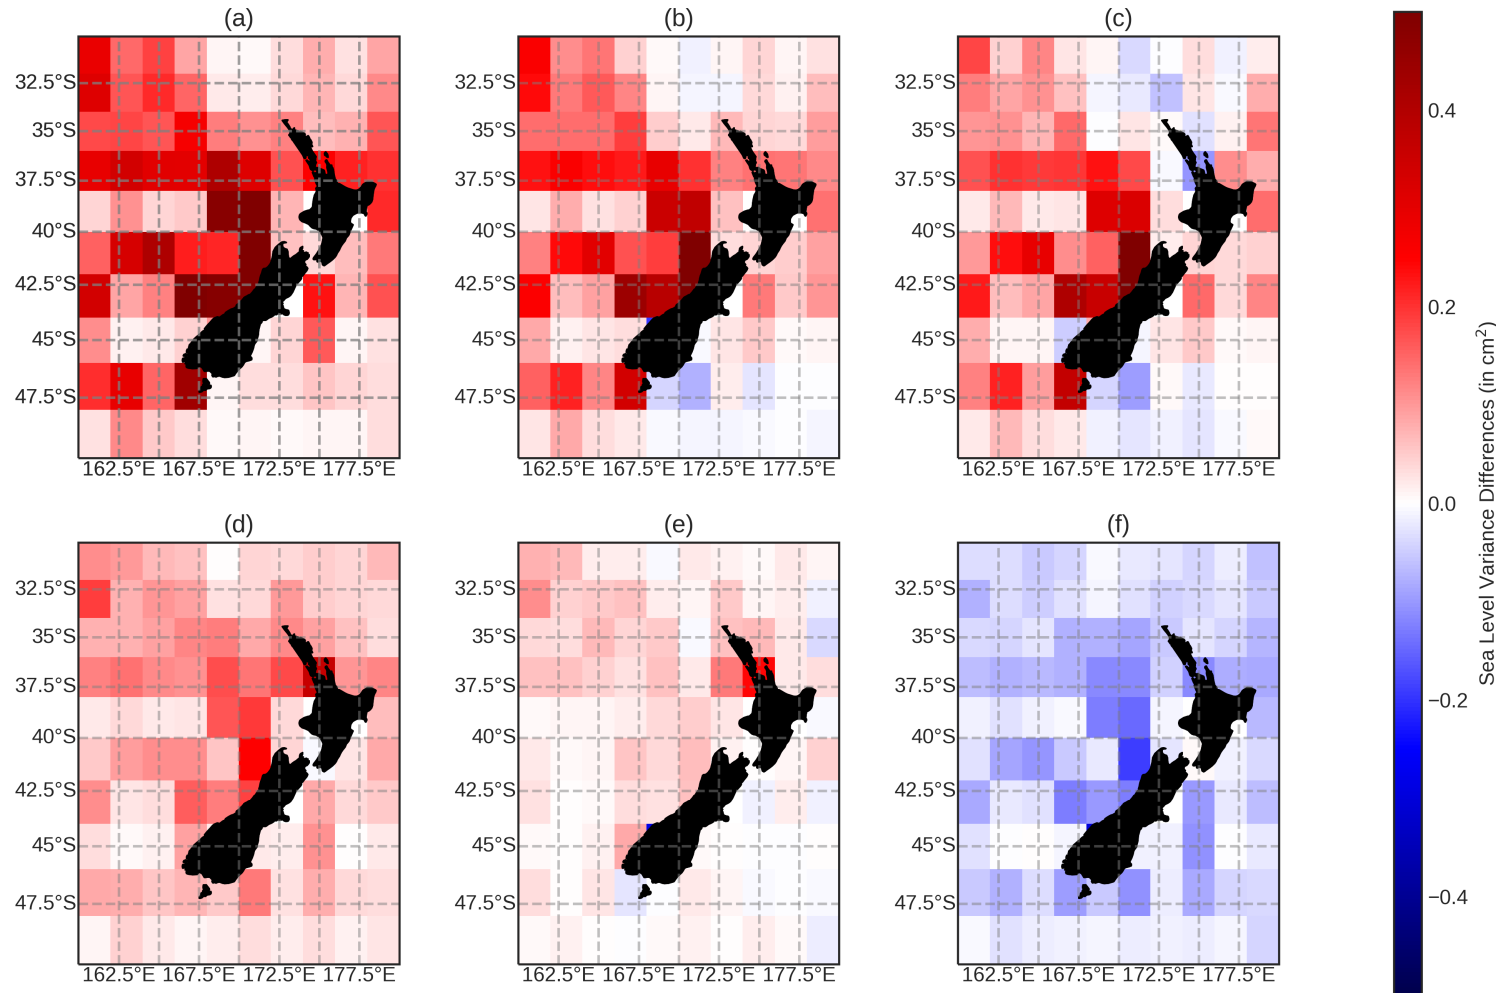 (a) (b) (c)
32.5°S 32.5°S 32.5°S
35°S 35°S 35°S
37.5°S 37.5°S 37.5°S
40°S 40°S 40°S
42.5°S 42.5°S 42.5°S
45°S 45°S 45°S
47.5°S 47.5°S 47.5°S
162.5°E 167.5°E 172.5°E 177.5°E 162.5°E 167.5°E 172.5°E 177.5°E 162.5°E 167.5°E 172.5°E 177.5°E
(d) (e) (f)
32.5°S 32.5°S 32.5°S
35°S 35°S 35°S
37.5°S 37.5°S 37.5°S
40°S 40°S 40°S
42.5°S 42.5°S 42.5°S
45°S 45°S 45°S
47.5°S 47.5°S 47.5°S
162.5°E 167.5°E 172.5°E 177.5°E 162.5°E 167.5°E 172.5°E 177.5°E 162.5°E 167.5°E 172.5°E 177.5°E
0.4
0.2
0.0
−0.2
−0.4
Sea Level Variance Differences (in cm²)